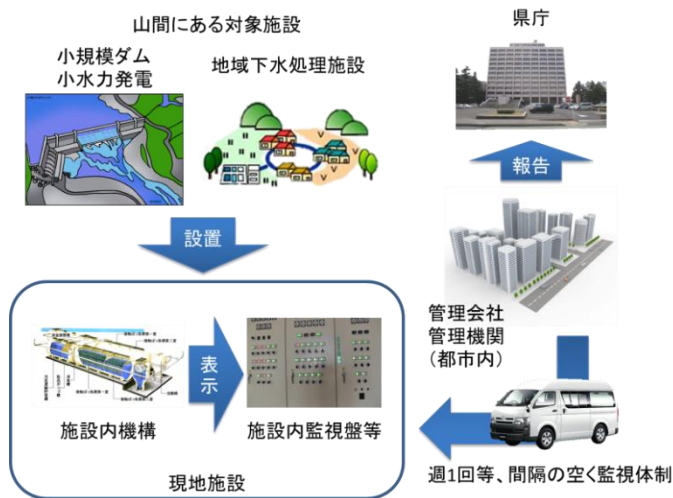 山間にある対象施設
小規模ダム
小水力発電
地域下水処理施設
設置
施設内機構
表示
施設内監視盤等
現地施設
県庁
報告
管理会社
管理機関
(都市内)
週1回等、間隔の空く監視体制